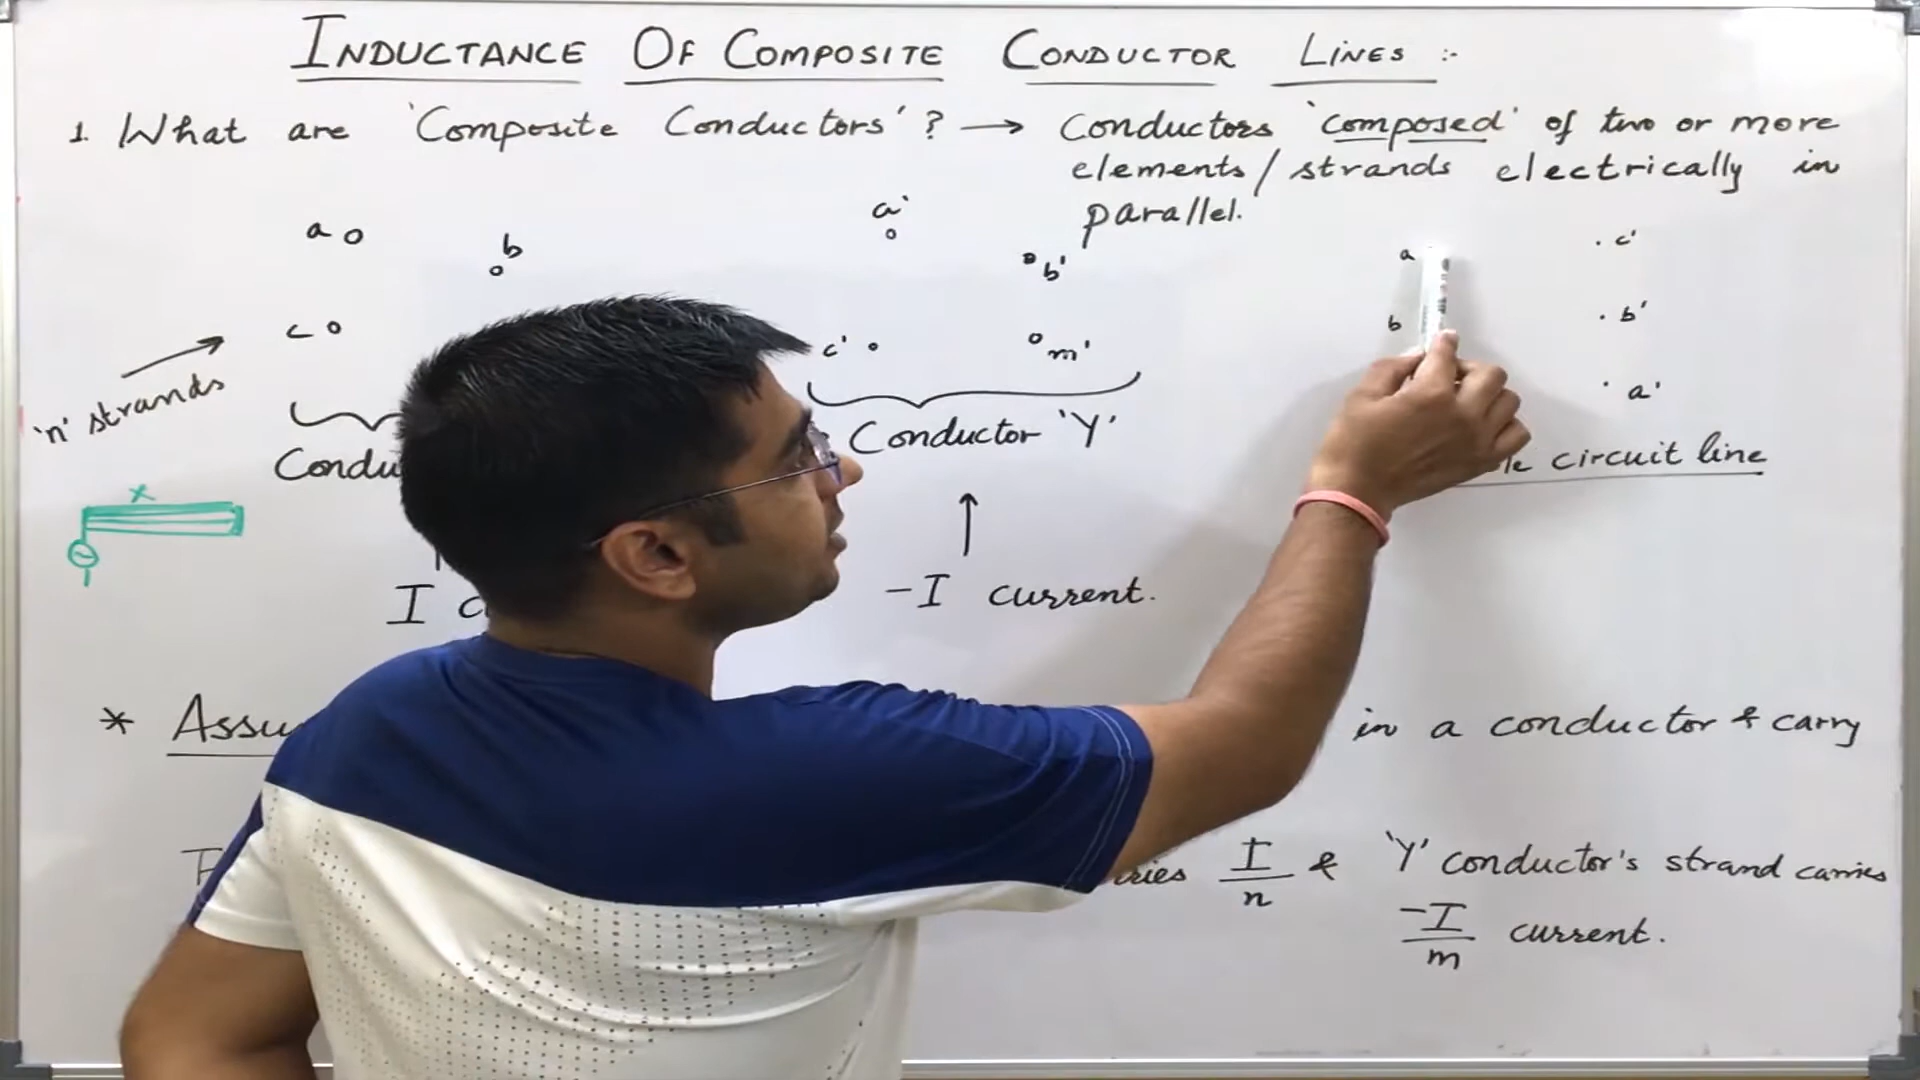 INDUCTANCE OF COMPOSITE CONDUCTOR LINES :-
1. What are 'Composite Conductors' ? → Conductors 'composed' of two or more
elements / strands electrically in
parallel.
a
b
c
'n' strands
a'
b'
c'
m'
Conductor 'Y'
x
I
-I current.
a
b
c'
b'
a'
circuit line
*
in a conductor & carry
I/n & 'Y' conductor's strand carries
-I/m current.